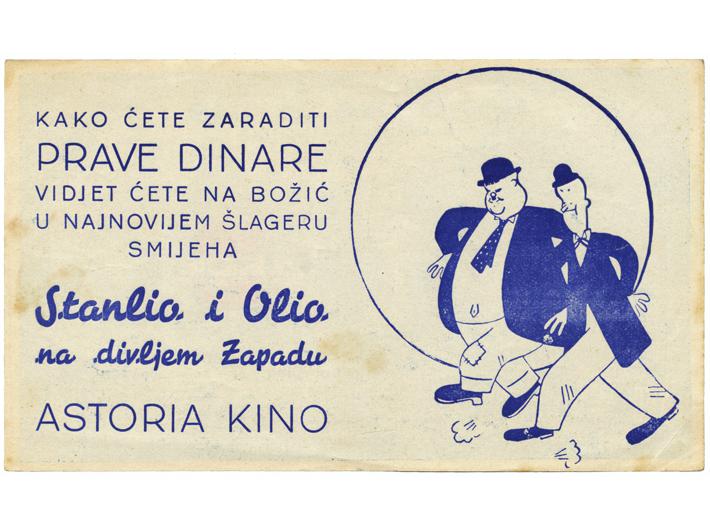 KAKO ĆETE ZARADITI
PRAVE DINARE
VIDJET ĆETE NA BOŽIĆ
U NAJNOVIJEM ŠLAGERU
SMIJEHA
Stanlio i Olio
na divljem Zapadu
ASTORIA KINO